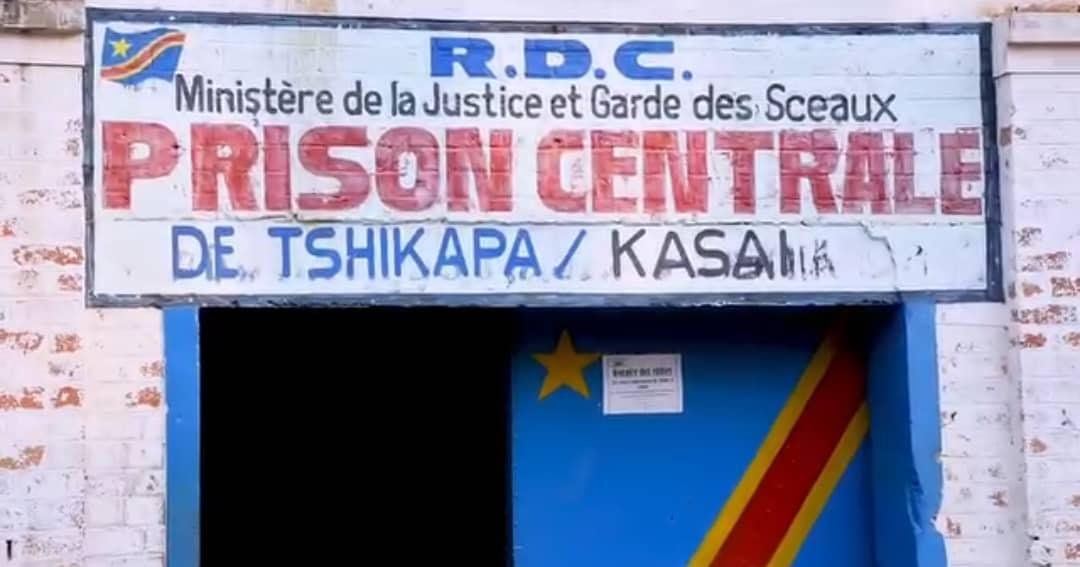 R.D.C.
Ministère de la Justice et Garde des Sceaux
PRISON CENTRALE
DE TSHIKAPA / KASAI